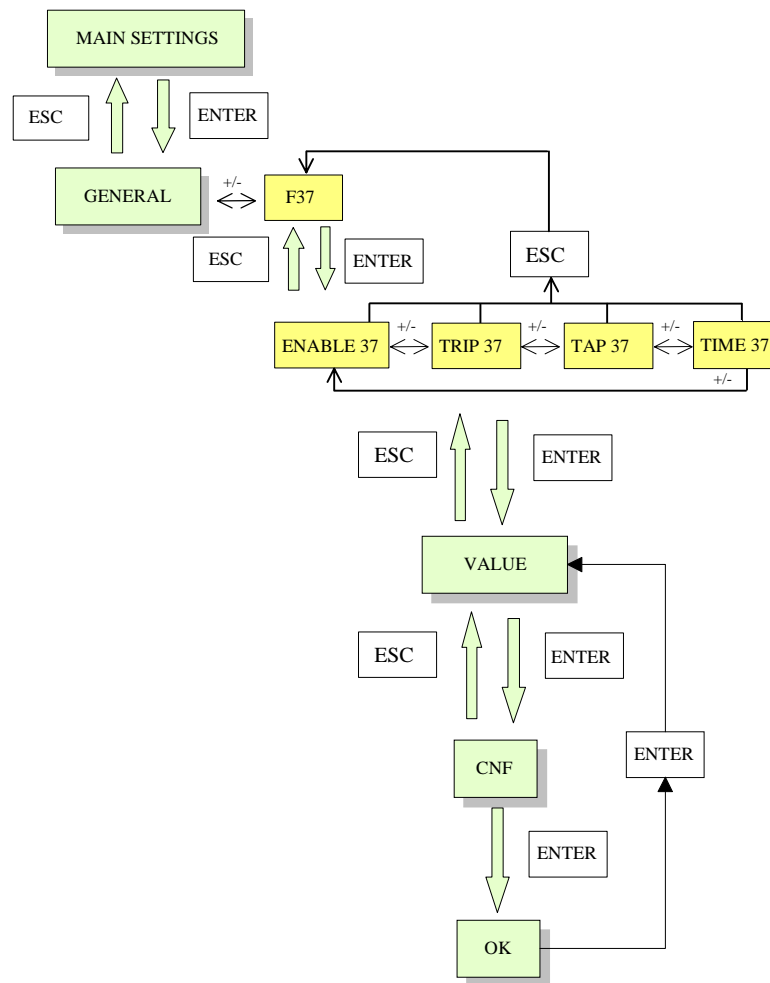 MAIN SETTINGS
ESC
ENTER
GENERAL
+/-
F37
ESC
ENTER
ESC
ENABLE 37
+/-
TRIP 37
+/-
TAP 37
+/-
TIME 37
+/-
ESC
ENTER
VALUE
ESC
ENTER
CNF
ENTER
ENTER
OK